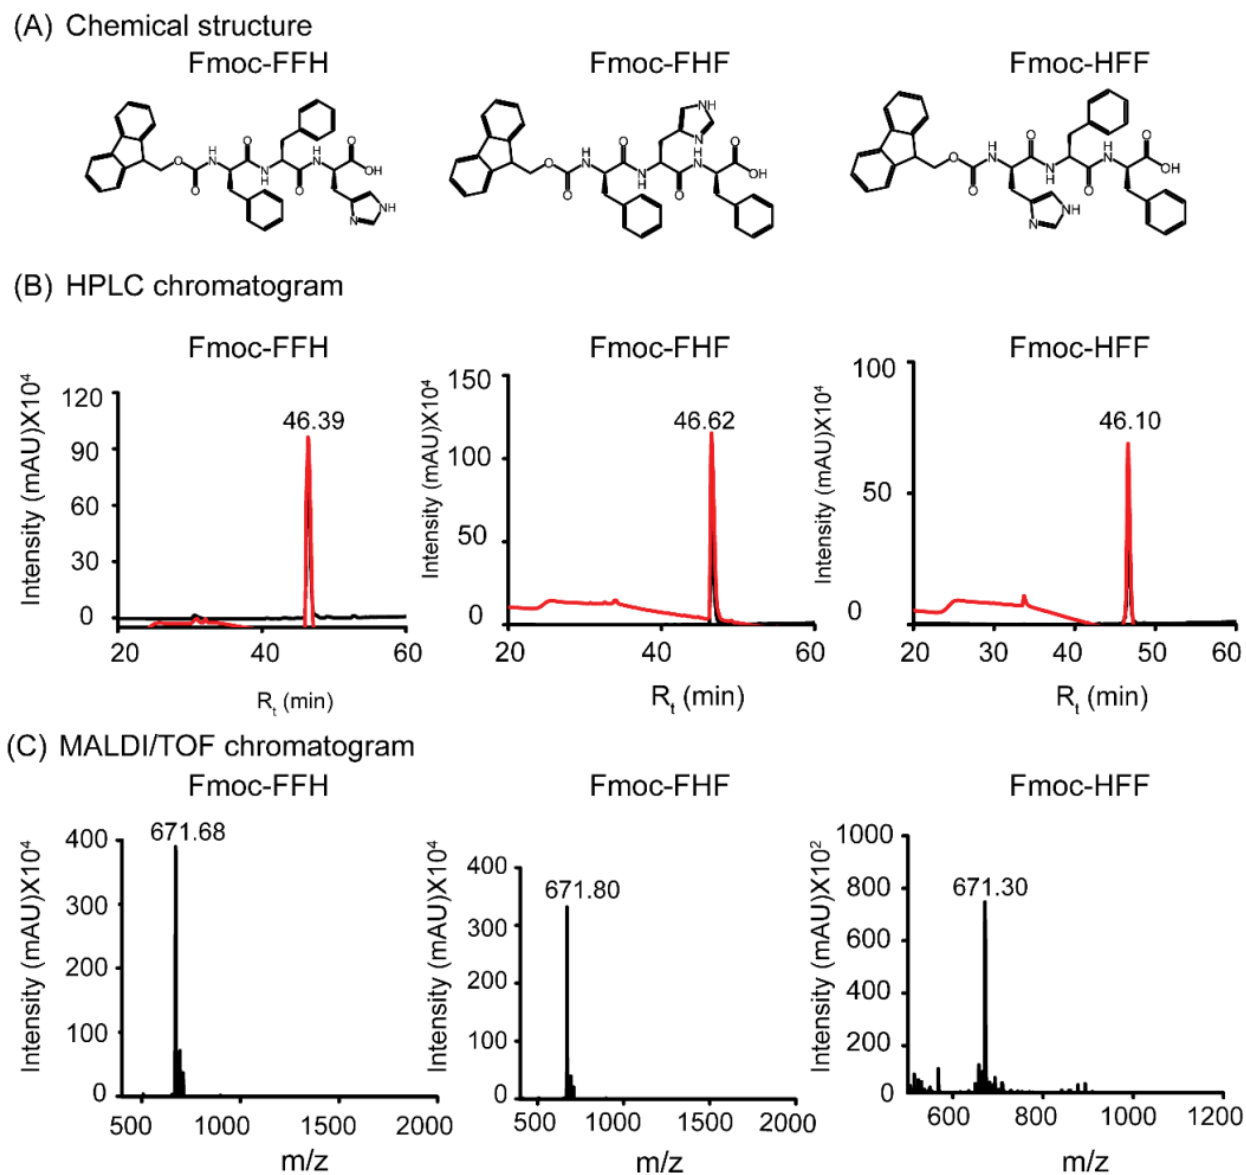 (A) Chemical structure
Fmoc-FFH Fmoc-FHF Fmoc-HFF
H N O O N H O H N O OH N NH
H N O O N H O NH N H N O OH
H N O O N H O H N O OH N NH
(B) HPLC chromatogram
Fmoc-FFH Fmoc-FHF Fmoc-HFF
Intensity (mAU)X10⁴
120
90
60
30
0
46.39
20 40 60
R_t (min)
Intensity (mAU)X10⁴
150
100
50
0
46.62
20 40 60
R_t (min)
Intensity (mAU)X10⁴
100
50
0
46.10
20 30 40 50 60
R_t (min)
(C) MALDI/TOF chromatogram
Fmoc-FFH Fmoc-FHF Fmoc-HFF
Intensity (mAU)X10⁴
400
300
200
100
0
671.68
500 1000 1500 2000
m/z
Intensity (mAU)X10⁴
400
300
200
100
0
671.80
500 1000 1500 2000
m/z
Intensity (mAU)X10²
1000
800
600
400
200
0
671.30
600 800 1000 1200
m/z